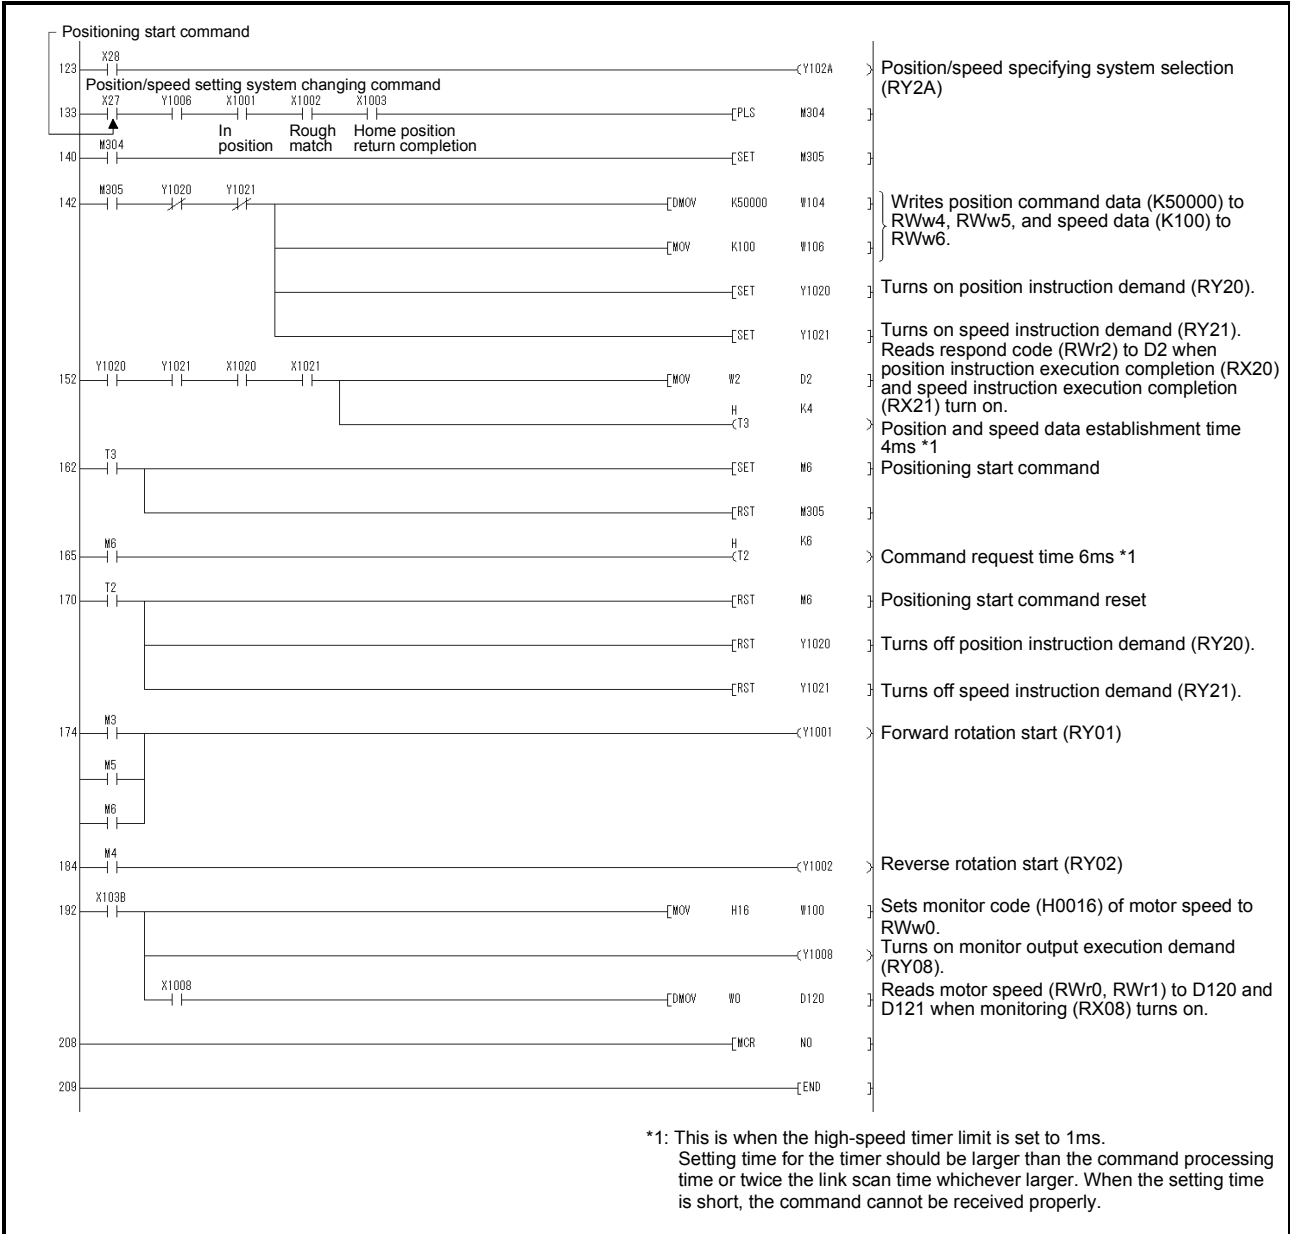 Positioning start command
X28
123 (Y102A ) Position/speed specifying system selection
(RY2A)
Position/speed setting system changing command
X27 Y1006 X1001 X1002 X1003
133 [PLS M304 ]
In position Rough match Home position return completion
M304
140 [SET M305 ]
M305 Y1020 Y1021
142 [DMOV K50000 W104 ] Writes position command data (K50000) to
RWw4, RWw5, and speed data (K100) to
[MOV K100 W106 ] RWw6.
[SET Y1020 ] Turns on position instruction demand (RY20).
[SET Y1021 ] Turns on speed instruction demand (RY21).
Reads respond code (RWr2) to D2 when
Y1020 Y1021 X1020 X1021
152 [MOV W2 D2 ] position instruction execution completion (RX20)
and speed instruction execution completion
(RX21) turn on.
H K4
(T3 ) Position and speed data establishment time
4ms *1
T3
162 [SET M6 ] Positioning start command
[RST M305 ]
M6 H K6
165 (T2 ) Command request time 6ms *1
T2
170 [RST M6 ] Positioning start command reset
[RST Y1020 ] Turns off position instruction demand (RY20).
[RST Y1021 ] Turns off speed instruction demand (RY21).
M3
174 (Y1001 ) Forward rotation start (RY01)
M5
M6
M4
184 (Y1002 ) Reverse rotation start (RY02)
X103B
192 [MOV H16 W100 ] Sets monitor code (H0016) of motor speed to
RWw0.
(Y1008 ) Turns on monitor output execution demand
(RY08).
X1008
[DMOV W0 D120 ] Reads motor speed (RWr0, RWr1) to D120 and
D121 when monitoring (RX08) turns on.
208 [MCR N0 ]
209 [END ]
*1: This is when the high-speed timer limit is set to 1ms.
Setting time for the timer should be larger than the command processing
time or twice the link scan time whichever larger. When the setting time
is short, the command cannot be received properly.